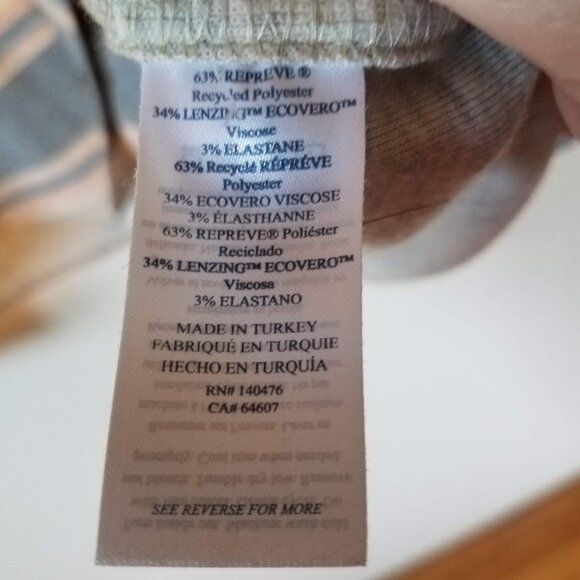 63% REPREVE ®
Recycled Polyester
34% LENZING™ ECOVERO™
Viscose
3% ELASTANE
63% Recyclé RÉPRÉVE
Polyester
34% ECOVERO VISCOSE
3% ÉLASTHANNE
63% REPREVE® Poliéster
Reciclado
34% LENZING™ ECOVERO™
Viscosa
3% ELASTANO
MADE IN TURKEY
FABRIQUÉ EN TURQUIE
HECHO EN TURQUÍA
RN# 140476
CA# 64607
SEE REVERSE FOR MORE